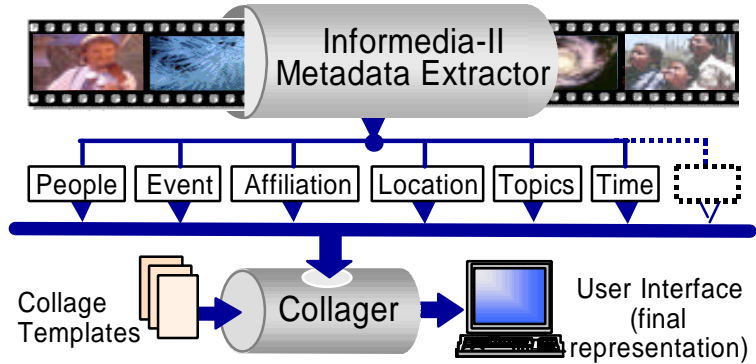 Informedia-II
Metadata Extractor
People Event Affiliation Location Topics Time
Collage
Templates
Collager
User Interface
(final
representation)